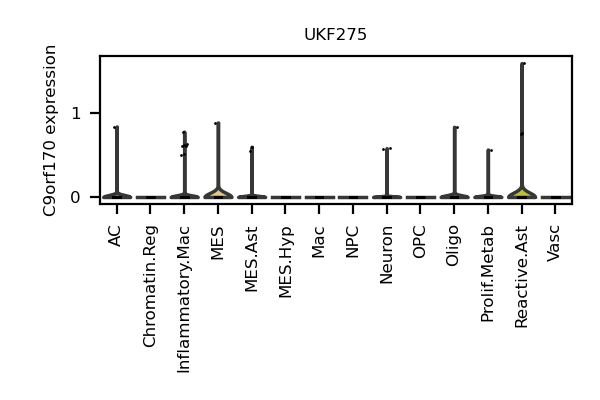 UKF275
C9orf170 expression
1
0
AC
Chromatin.Reg
Inflammatory.Mac
MES
MES.Ast
MES.Hyp
Mac
NPC
Neuron
OPC
Oligo
Prolif.Metab
Reactive.Ast
Vasc